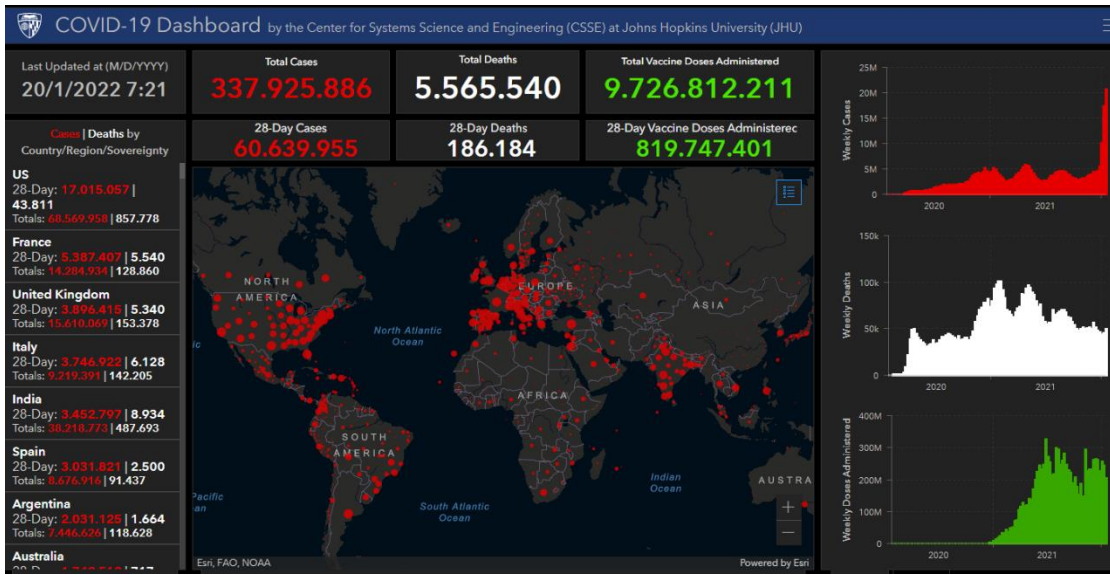 COVID-19 Dashboard by the Center for Systems Science and Engineering (CSSE) at Johns Hopkins University (JHU)
Last Updated at (M/D/YYYY)
20/1/2022 7:21
Cases | Deaths by
Country/Region/Sovereignty
US
28-Day: 17.015.057 |
43.811
Totals: 68.569.958 | 857.778
France
28-Day: 5.387.407 | 5.540
Totals: 14.284.934 | 128.860
United Kingdom
28-Day: 3.896.415 | 5.340
Totals: 15.610.069 | 153.378
Italy
28-Day: 3.746.922 | 6.128
Totals: 9.219.391 | 142.205
India
28-Day: 3.452.797 | 8.934
Totals: 38.218.773 | 487.693
Spain
28-Day: 3.031.821 | 2.500
Totals: 8.676.916 | 91.437
Argentina
28-Day: 2.031.125 | 1.664
Totals: 7.446.626 | 118.628
Australia
Total Cases
337.925.886
Total Deaths
5.565.540
Total Vaccine Doses Administered
9.726.812.211
28-Day Cases
60.639.955
28-Day Deaths
186.184
28-Day Vaccine Doses Administerec
819.747.401
NORTH
AMERICA
EUROPE
ASIA
North Atlantic
Ocean
ic
AFRICA
SOUTH
AMERICA
Indian
Ocean
AUSTRA
Pacific
an
South Atlantic
Ocean
+
−
Esri, FAO, NOAA
Powered by Esri
Weekly Cases
25M
20M
15M
10M
5M
0
2020
2021
Weekly Deaths
150k
100k
50k
0
2020
2021
Weekly Doses Administered
400M
300M
200M
100M
0
2020
2021